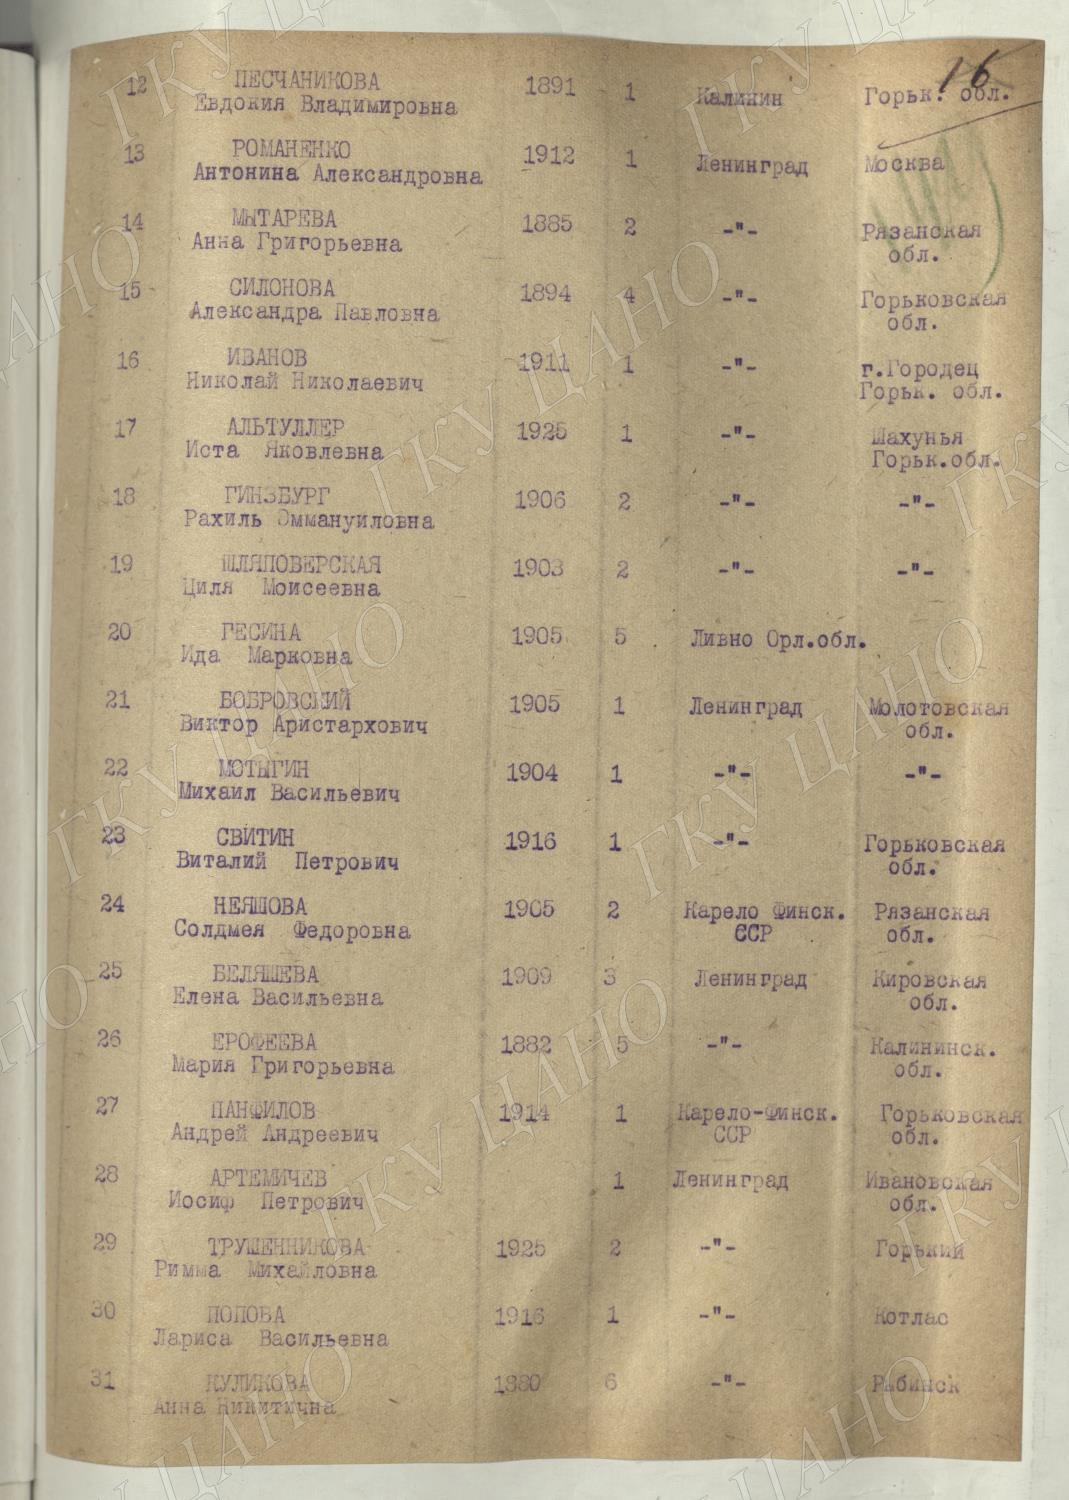 16
12 ПЕСЧАНИКОВА 1891 1 Калинин Горьк. обл.
Евдокия Владимировна
13 РОМАНЕНКО 1912 1 Ленинград Москва
Антонина Александровна
14 МЫТАРЕВА 1885 2 -"- Рязанская
Анна Григорьевна обл.
15 СИЛОНОВА 1894 4 -"- Горьковская
Александра Павловна обл.
16 ИВАНОВ 1911 1 -"- г.Городец
Николай Николаевич Горьк. обл.
17 АЛЬТУЛЛЕР 1925 1 -"- Шахунья
Иста Яковлевна Горьк.обл.
18 ГИНЗБУРГ 1906 2 -"- -"-
Рахиль Эммануиловна
19 ШЛЯПОВЕРСКАЯ 1903 2 -"- -"-
Циля Моисеевна
20 ГЕСИНА 1905 5 Ливно Орл.обл.
Ида Марковна
21 БОБРОВСКИЙ 1905 1 Ленинград Молотовская
Виктор Аристархович обл.
22 МОТЫГИН 1904 1 -"- -"-
Михаил Васильевич
23 СВИТИН 1916 1 -"- Горьковская
Виталий Петрович обл.
24 НЕЯШОВА 1905 2 Карело Финск. Рязанская
Солдмея Федоровна ССР обл.
25 БЕЛЯШЕВА 1909 3 Ленинград Кировская
Елена Васильевна обл.
26 ЕРОФЕЕВА 1882 5 -"- Калининск.
Мария Григорьевна обл.
27 ПАНФИЛОВ 1914 1 Карело-Финск. Горьковская
Андрей Андреевич ССР обл.
28 АРТЕМИЧЕВ 1 Ленинград Ивановская
Иосиф Петрович обл.
29 ТРУШЕННИКОВА 1925 2 -"- Горький
Римма Михайловна
30 ПОПОВА 1916 1 -"- Котлас
Лариса Васильевна
31 КУЛИКОВА 1880 6 -"- Рыбинск
Анна Никитична
ГКУ ЦАНО